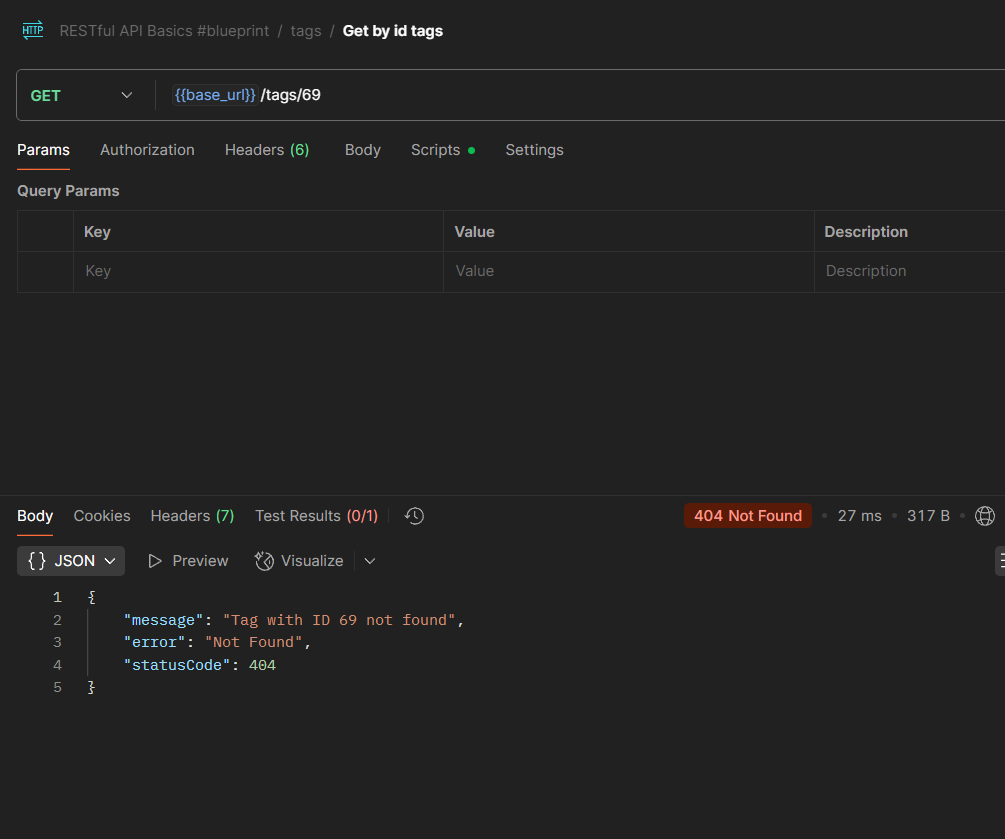 HTTP RESTful API Basics #blueprint / tags / Get by id tags
GET {{base_url}} /tags/69
Params Authorization Headers (6) Body Scripts Settings
Query Params
Key Value Description
Key Value Description
Body Cookies Headers (7) Test Results (0/1) 404 Not Found 27 ms 317 B
{} JSON Preview Visualize
1 {
2 "message": "Tag with ID 69 not found",
3 "error": "Not Found",
4 "statusCode": 404
5 }